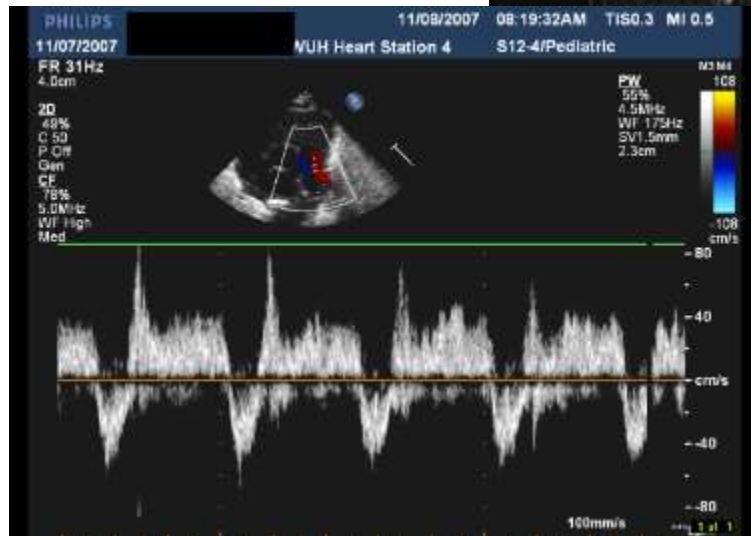 PHILIPS 11/08/2007 08:19:32AM TIS0.3 MI 0.5
11/07/2007 WUH Heart Station 4 S12-4/Pediatric
FR 31Hz
4.0cm
2D
49%
C 50
P Off
Gen
CF
78%
5.0MHz
WF High
Med
PW
55%
4.5MHz
WF 175Hz
SV1.5mm
2.3cm
M3 M4
108
-108
cm/s
-80
-40
cm/s
--40
--80
100mm/s
1 of 1